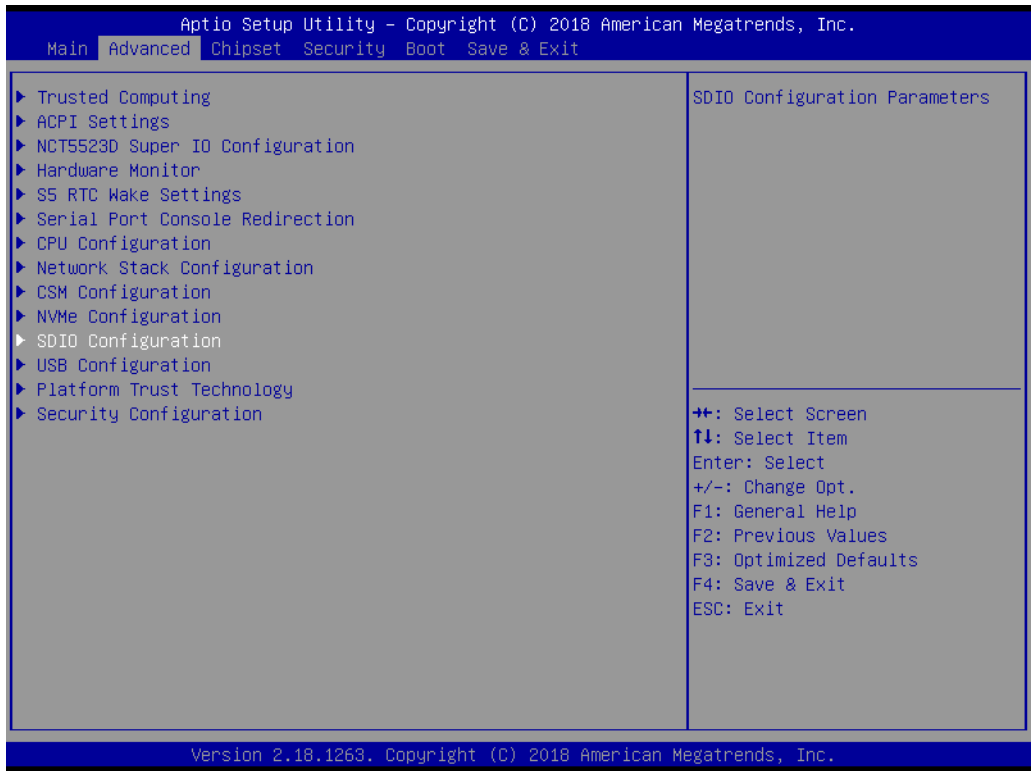 Aptio Setup Utility – Copyright (C) 2018 American Megatrends, Inc.
Main Advanced Chipset Security Boot Save & Exit
▶ Trusted Computing
▶ ACPI Settings
▶ NCT5523D Super IO Configuration
▶ Hardware Monitor
▶ S5 RTC Wake Settings
▶ Serial Port Console Redirection
▶ CPU Configuration
▶ Network Stack Configuration
▶ CSM Configuration
▶ NVMe Configuration
▶ SDIO Configuration
▶ USB Configuration
▶ Platform Trust Technology
▶ Security Configuration
SDIO Configuration Parameters
→←: Select Screen
↑↓: Select Item
Enter: Select
+/-: Change Opt.
F1: General Help
F2: Previous Values
F3: Optimized Defaults
F4: Save & Exit
ESC: Exit
Version 2.18.1263. Copyright (C) 2018 American Megatrends, Inc.